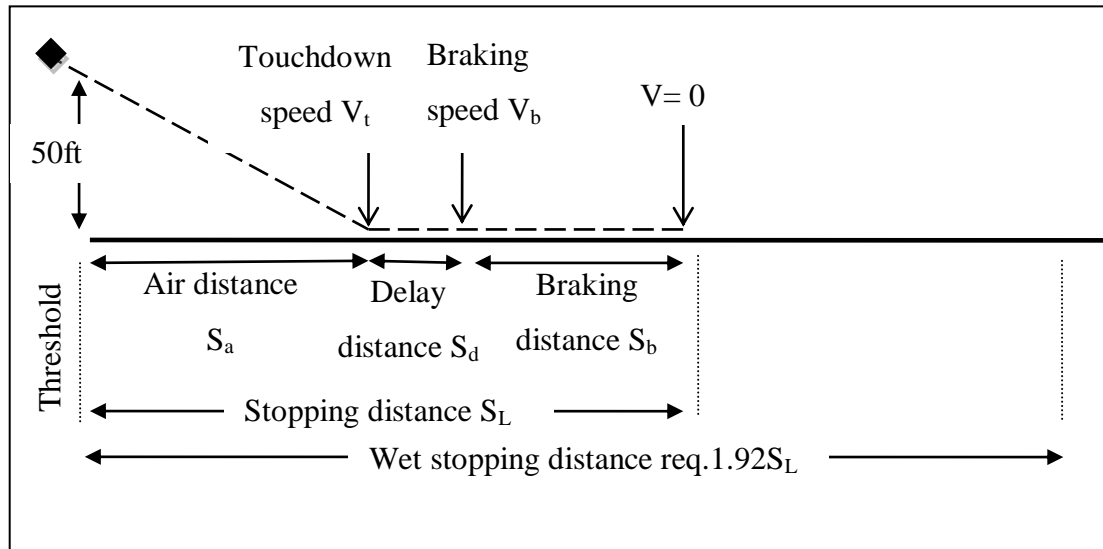 Touchdown
speed Vt
Braking
speed Vb
V= 0
50ft
Threshold
Air distance
Sa
Delay
distance Sd
Braking
distance Sb
Stopping distance SL
Wet stopping distance req.1.92SL